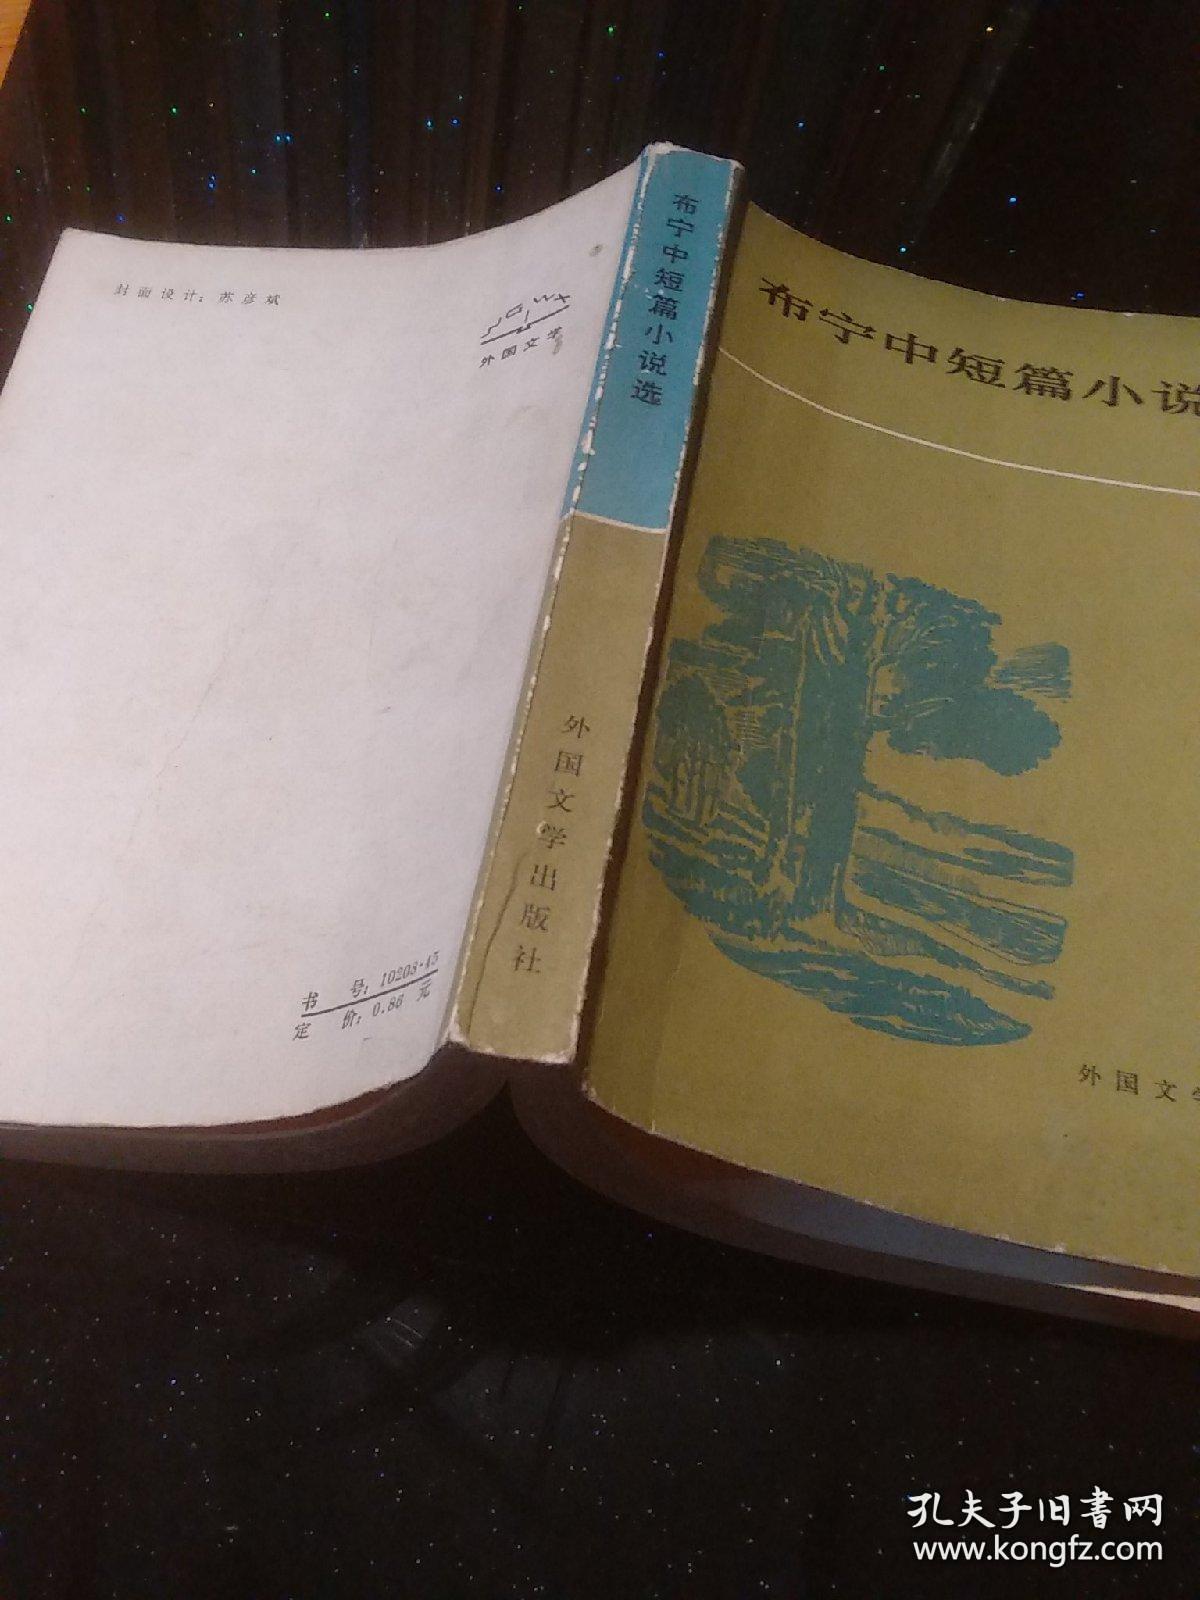 封面设计：苏彦斌
WX
外国文学
书 号：10208·45
定 价：0.86 元
布宁中短篇小说选
外国文学出版社
布宁中短篇小说
外国文学
孔夫子旧书网
www.kongfz.com